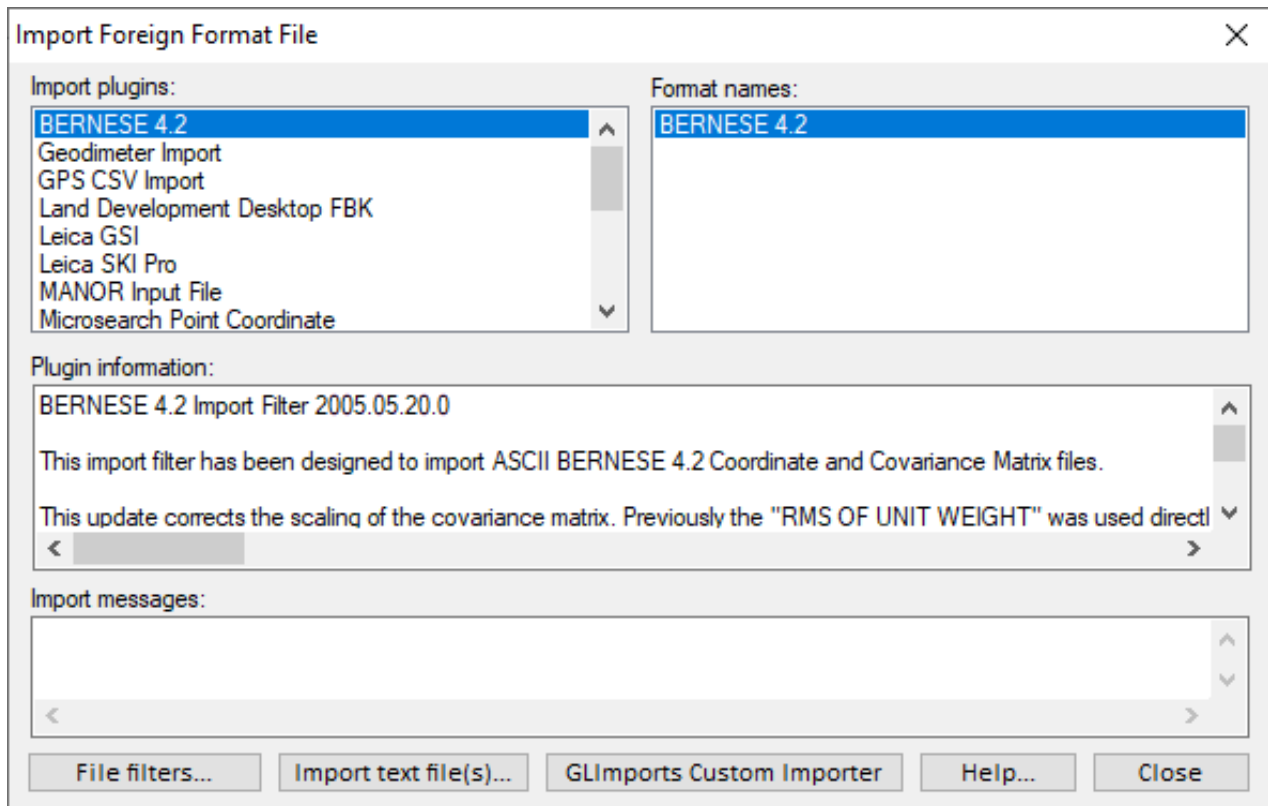 Import Foreign Format File
Import plugins:
Format names:
BERNESE 4.2
BERNESE 4.2
Geodimeter Import
GPS CSV Import
Land Development Desktop FBK
Leica GSI
Leica SKI Pro
MANOR Input File
Microsearch Point Coordinate
Plugin information:
BERNESE 4.2 Import Filter 2005.05.20.0
This import filter has been designed to import ASCII BERNESE 4.2 Coordinate and Covariance Matrix files.
This update corrects the scaling of the covariance matrix. Previously the "RMS OF UNIT WEIGHT" was used directl
Import messages:
File filters... Import text file(s)... GLImports Custom Importer Help... Close